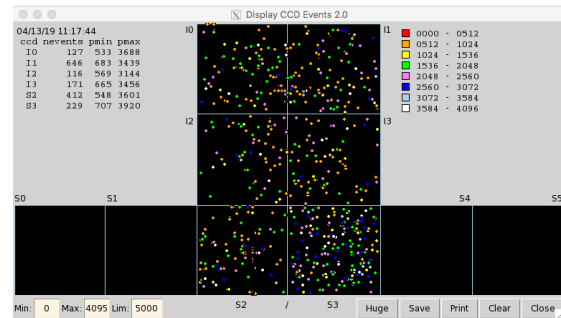 Display CCD Events 2.0
04/13/19 11:17:44
ccd nevents pmin pmax
I0 127 533 3688
I1 646 683 3439
I2 116 569 3144
I3 171 665 3456
S2 412 548 3601
S3 229 707 3920
I0
I1
0000 - 0512
0512 - 1024
1024 - 1536
1536 - 2048
2048 - 2560
2560 - 3072
3072 - 3584
3584 - 4096
I2
I3
S0
S1
S4
S5
Min: 0 Max: 4095 Lim: 5000
S2 / S3
Huge Save Print Clear Close